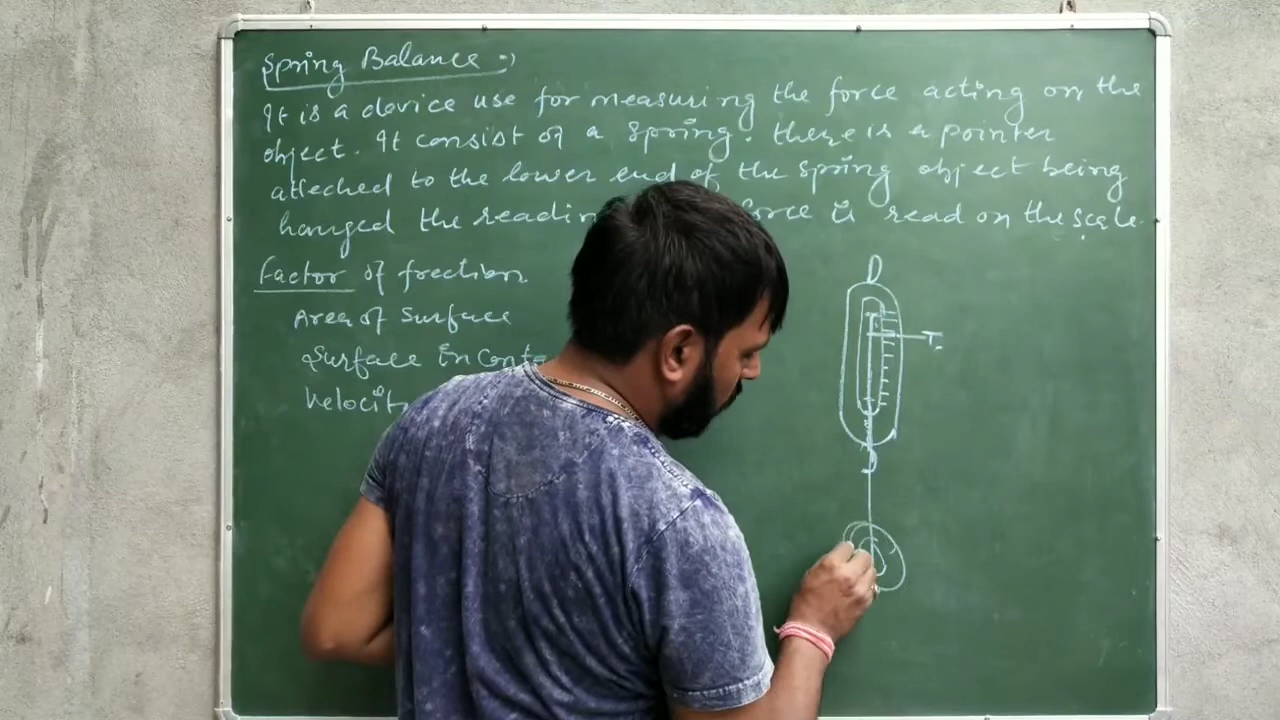 Spring Balance :)
It is a device use for measuring the force acting on the
object. It consist of a spring. there is a pointer
atteched to the lower end of the spring object being
hanged the readin force is read on the scale.
Factor of frection
Area of Surface
Surface In Conta
Velocit